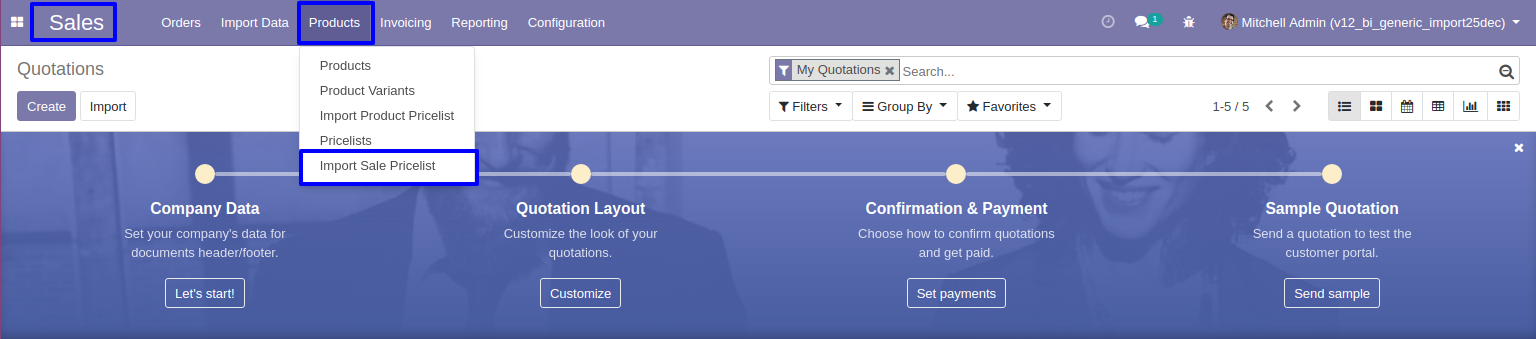 Sales Orders Import Data Products Invoicing Reporting Configuration 1 Mitchell Admin (v12_bi_generic_import25dec)
Products
Product Variants
Import Product Pricelist
Pricelists
Import Sale Pricelist
Quotations
My Quotations Search...
Create Import
Filters Group By Favorites 1-5 / 5
Company Data
Set your company's data for
documents header/footer.
Let's start!
Quotation Layout
Customize the look of your
quotations.
Customize
Confirmation & Payment
Choose how to confirm quotations
and get paid.
Set payments
Sample Quotation
Send a quotation to test the
customer portal.
Send sample